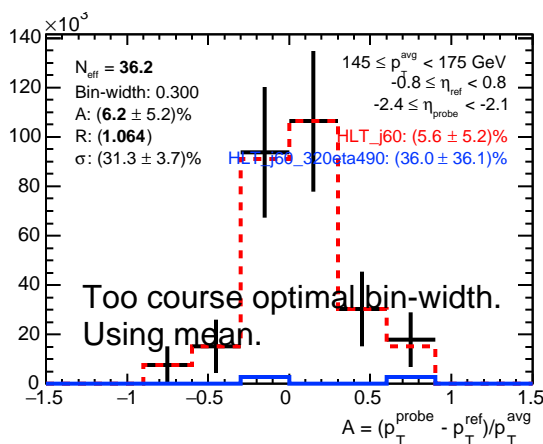 ×10³
140
120
100
80
60
40
20
0
N_eff = 36.2
Bin-width: 0.300
A: (6.2 ± 5.2)%
R: (1.064)
σ: (31.3 ± 3.7)%
145 ≤ p_T^avg < 175 GeV
-0.8 ≤ η_ref < 0.8
-2.4 ≤ η_probe < -2.1
HLT_j60: (5.6 ± 5.2)%
HLT_j60_320eta490: (36.0 ± 36.1)%
Too course optimal bin-width.
Using mean.
−1.5 −1 −0.5 0 0.5 1 1.5
A = (p_T^probe - p_T^ref)/p_T^avg